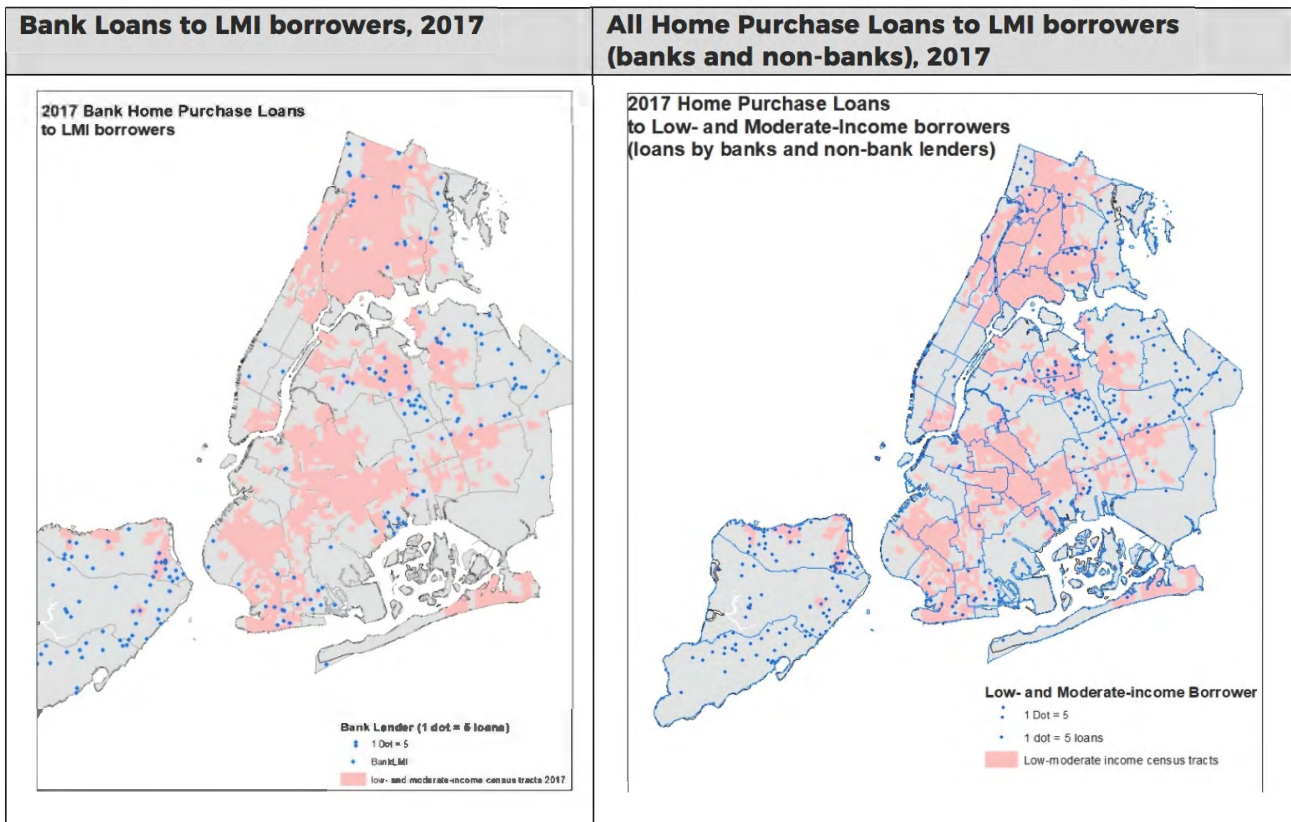 Bank Loans to LMI borrowers, 2017
All Home Purchase Loans to LMI borrowers
(banks and non-banks), 2017
2017 Bank Home Purchase Loans
to LMI borrowers
Bank Lender (1 dot = 5 loans)
1 Dot = 5
BankLMI
low- and moderate-income census tracts 2017
2017 Home Purchase Loans
to Low- and Moderate-Income borrowers
(loans by banks and non-bank lenders)
Low- and Moderate-income Borrower
1 Dot = 5
1 dot = 5 loans
Low-moderate income census tracts